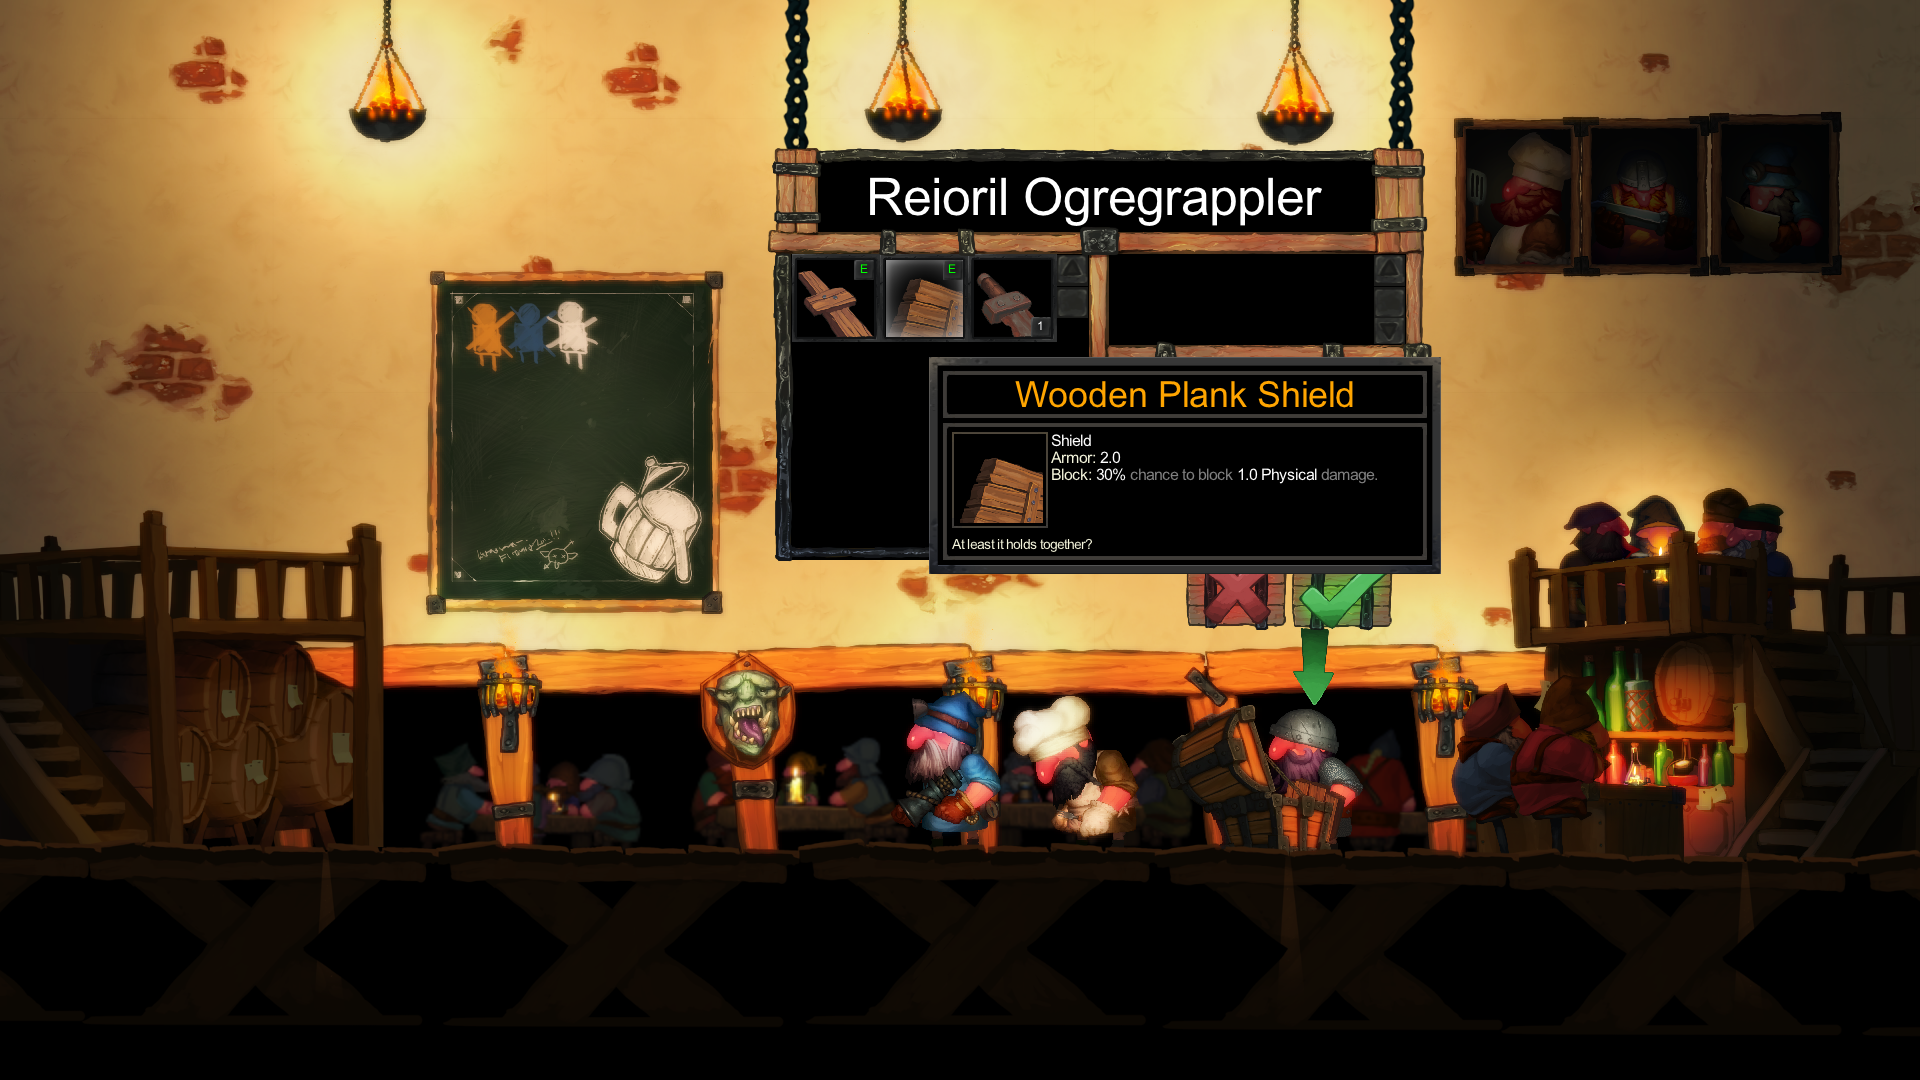 Reioril Ogregrappler
E
E
1
Wooden Plank Shield
Shield
Armor: 2.0
Block: 30% chance to block 1.0 Physical damage.
At least it holds together?